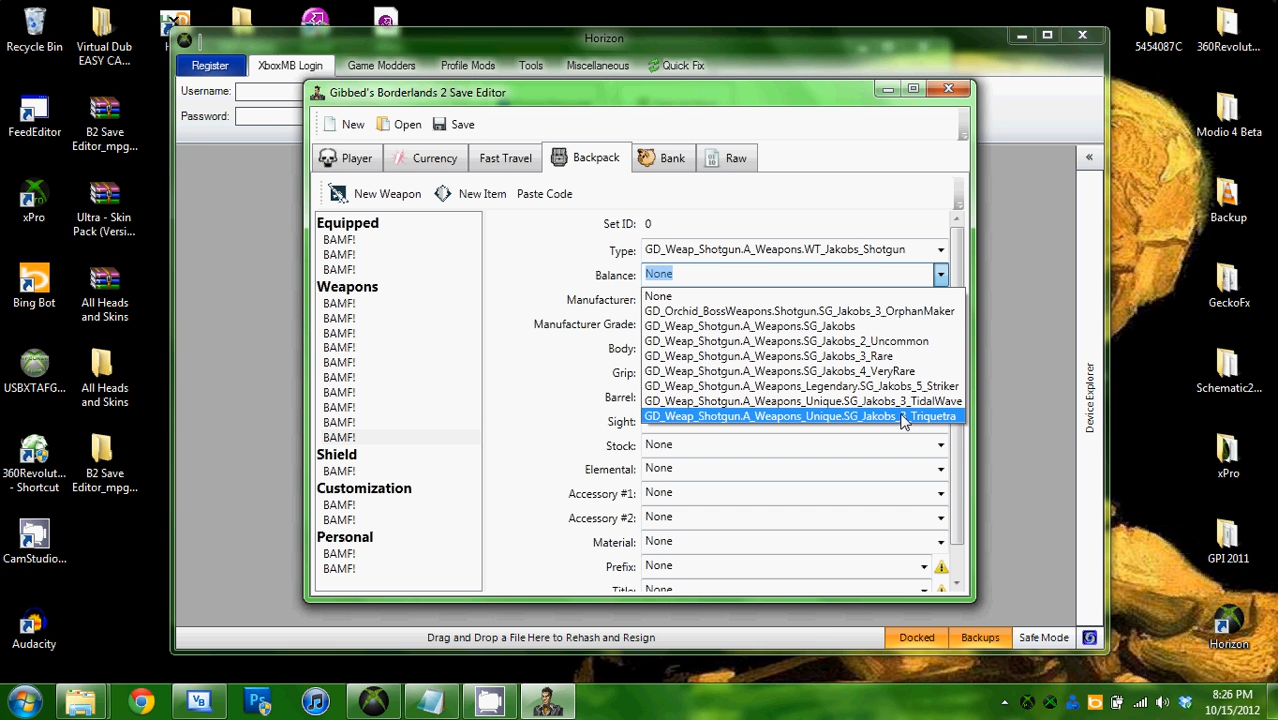 Recycle Bin
Virtual Dub
EASY CA...
5454087C
360Revolut...
FeedEditor
B2 Save
Editor_mpg...
Modio 4 Beta
xPro
Ultra - Skin
Pack (Versi...
Backup
Bing Bot
All Heads
and Skins
GeckoFx
USBXTAFG...
All Heads
and Skins
Schematic2...
360Revolut...
- Shortcut
B2 Save
Editor_mpg...
xPro
CamStudio...
GPI 2011
Audacity
Horizon
Horizon
Register
XboxMB Login
Game Modders
Profile Mods
Tools
Miscellaneous
Quick Fix
Username:
Password:
Device Explorer
Gibbed's Borderlands 2 Save Editor
New
Open
Save
Player
Currency
Fast Travel
Backpack
Bank
Raw
New Weapon
New Item
Paste Code
Equipped
BAMF!
BAMF!
BAMF!
Weapons
BAMF!
BAMF!
BAMF!
BAMF!
BAMF!
BAMF!
BAMF!
BAMF!
BAMF!
BAMF!
Shield
BAMF!
Customization
BAMF!
BAMF!
Personal
BAMF!
BAMF!
Set ID: 0
Type: GD_Weap_Shotgun.A_Weapons.WT_Jakobs_Shotgun
Balance: None
None
GD_Orchid_BossWeapons.Shotgun.SG_Jakobs_3_OrphanMaker
GD_Weap_Shotgun.A_Weapons.SG_Jakobs
GD_Weap_Shotgun.A_Weapons.SG_Jakobs_2_Uncommon
GD_Weap_Shotgun.A_Weapons.SG_Jakobs_3_Rare
GD_Weap_Shotgun.A_Weapons.SG_Jakobs_4_VeryRare
GD_Weap_Shotgun.A_Weapons_Legendary.SG_Jakobs_5_Striker
GD_Weap_Shotgun.A_Weapons_Unique.SG_Jakobs_3_TidalWave
GD_Weap_Shotgun.A_Weapons_Unique.SG_Jakobs_ _Triquetra
Manufacturer:
Manufacturer Grade:
Body:
Grip:
Barrel:
Sight:
Stock: None
Elemental: None
Accessory #1: None
Accessory #2: None
Material: None
Prefix: None
Title: None
Drag and Drop a File Here to Rehash and Resign
Docked
Backups
Safe Mode
8:26 PM
10/15/2012